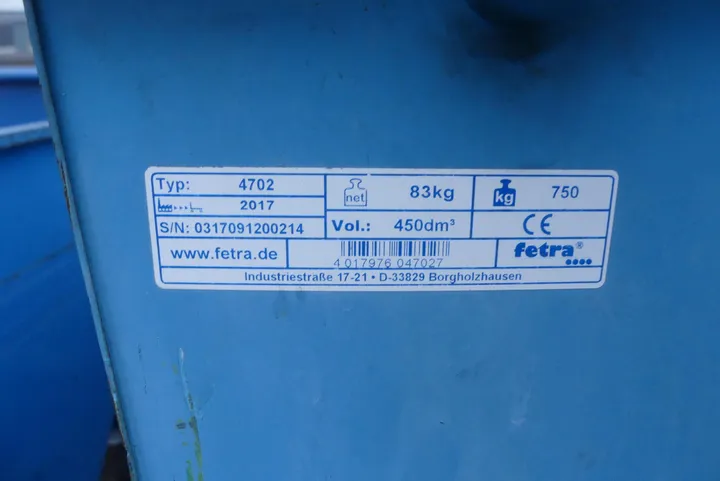 Typ: 4702
2017
S/N: 0317091200214
net 83kg
Vol.: 450dm³
kg 750
CE
www.fetra.de
4 017976 047027
fetra®
Industriestraße 17-21 • D-33829 Borgholzhausen